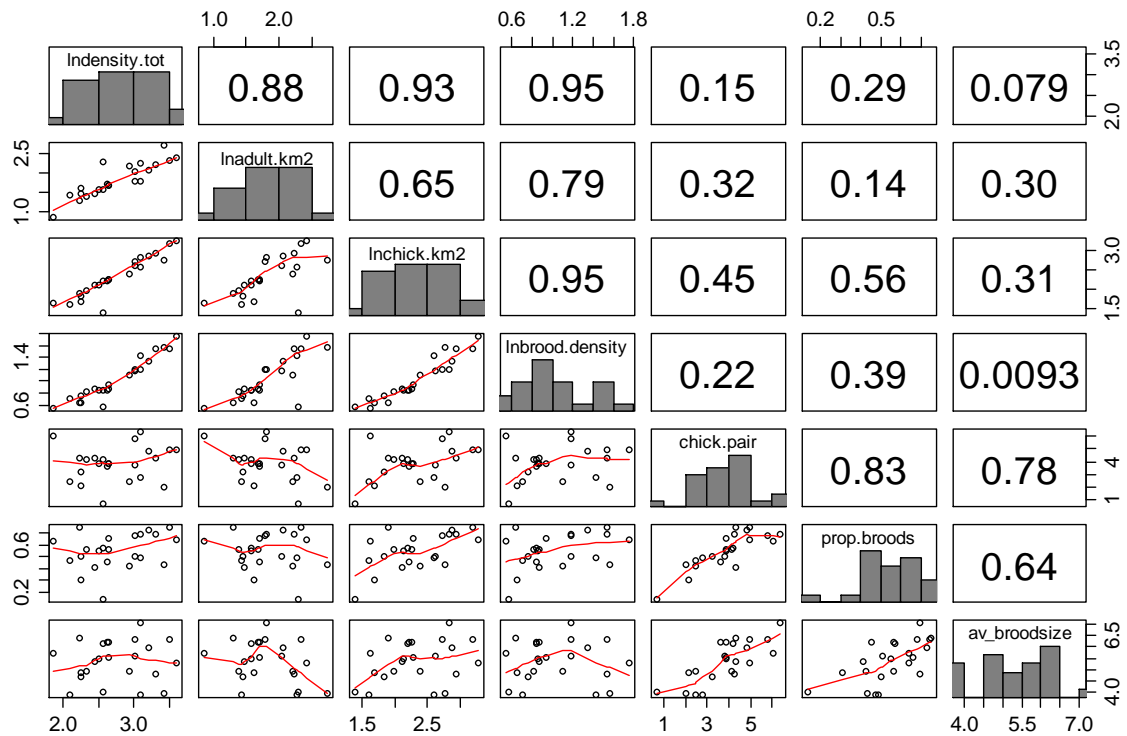 1.0 2.0 0.6 1.2 1.8 0.2 0.5
lndensity.tot 0.88 0.93 0.95 0.15 0.29 0.079
2.0 3.5
1.0 2.5
lnadult.km2 0.65 0.79 0.32 0.14 0.30
lnchick.km2 0.95 0.45 0.56 0.31
1.5 3.0
0.6 1.4
lnbrood.density 0.22 0.39 0.0093
chick.pair 0.83 0.78
1 4
0.2 0.6
prop.broods 0.64
av_broodsize
4.0 6.5
2.0 3.0 1.5 2.5 1 3 5 4.0 5.5 7.0